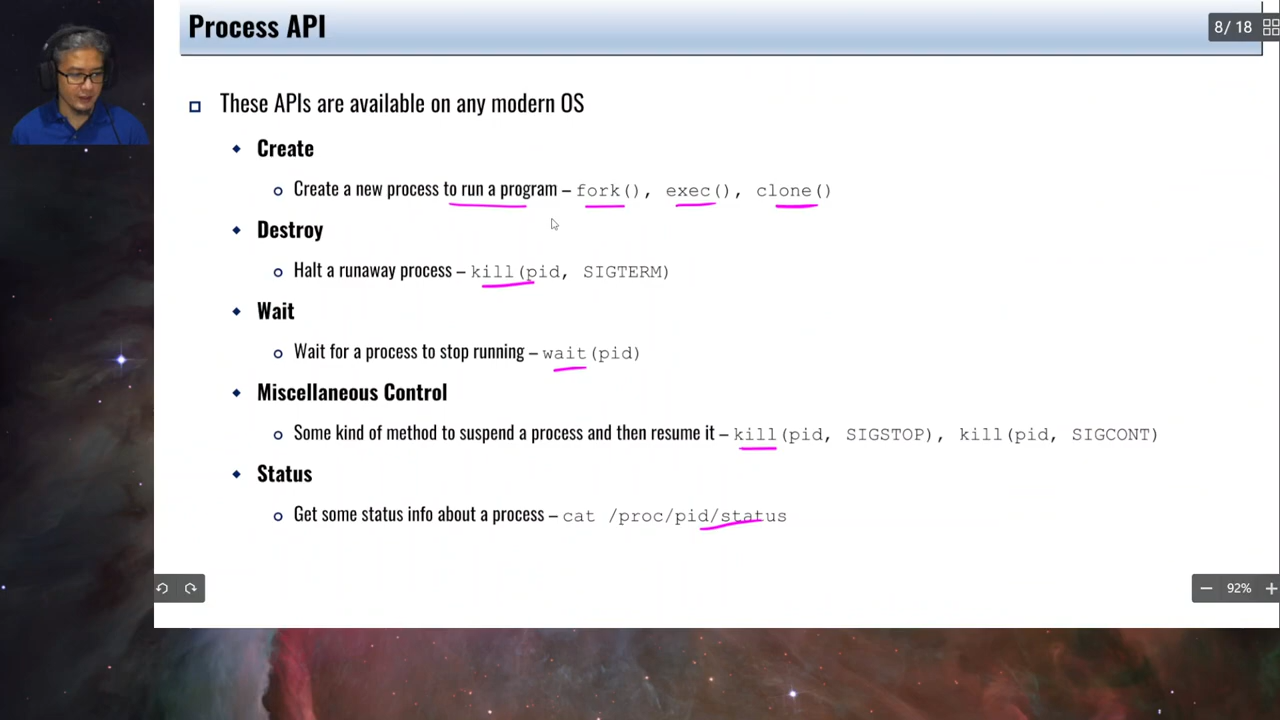 Process API
8/18
These APIs are available on any modern OS
Create
Create a new process to run a program – fork(), exec(), clone()
Destroy
Halt a runaway process – kill(pid, SIGTERM)
Wait
Wait for a process to stop running – wait(pid)
Miscellaneous Control
Some kind of method to suspend a process and then resume it – kill(pid, SIGSTOP), kill(pid, SIGCONT)
Status
Get some status info about a process – cat /proc/pid/status
92%